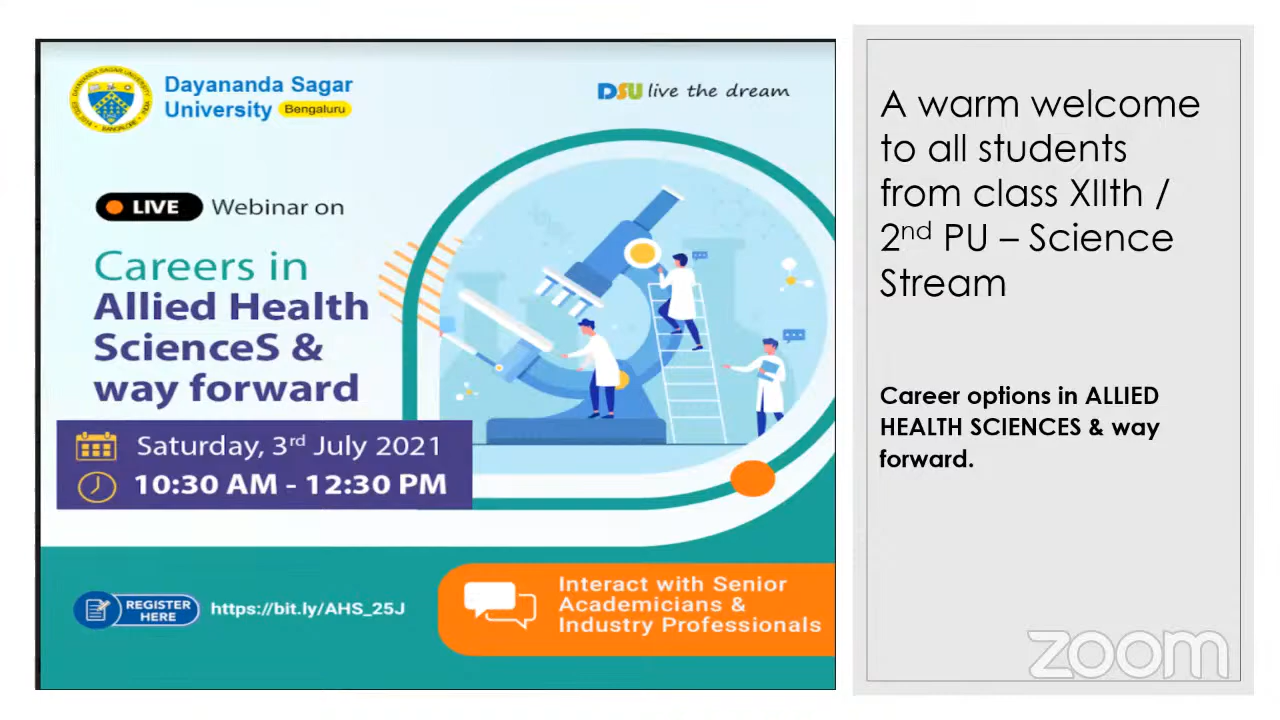 Dayananda Sagar
University Bengaluru
DSU live the dream
LIVE Webinar on
Careers in
Allied Health
ScienceS &
way forward
Saturday, 3rd July 2021
10:30 AM - 12:30 PM
REGISTER
HERE
https://bit.ly/AHS_25J
Interact with Senior
Academicians &
Industry Professionals
A warm welcome
to all students
from class XIIth /
2nd PU – Science
Stream
Career options in ALLIED
HEALTH SCIENCES & way
forward.
zoom